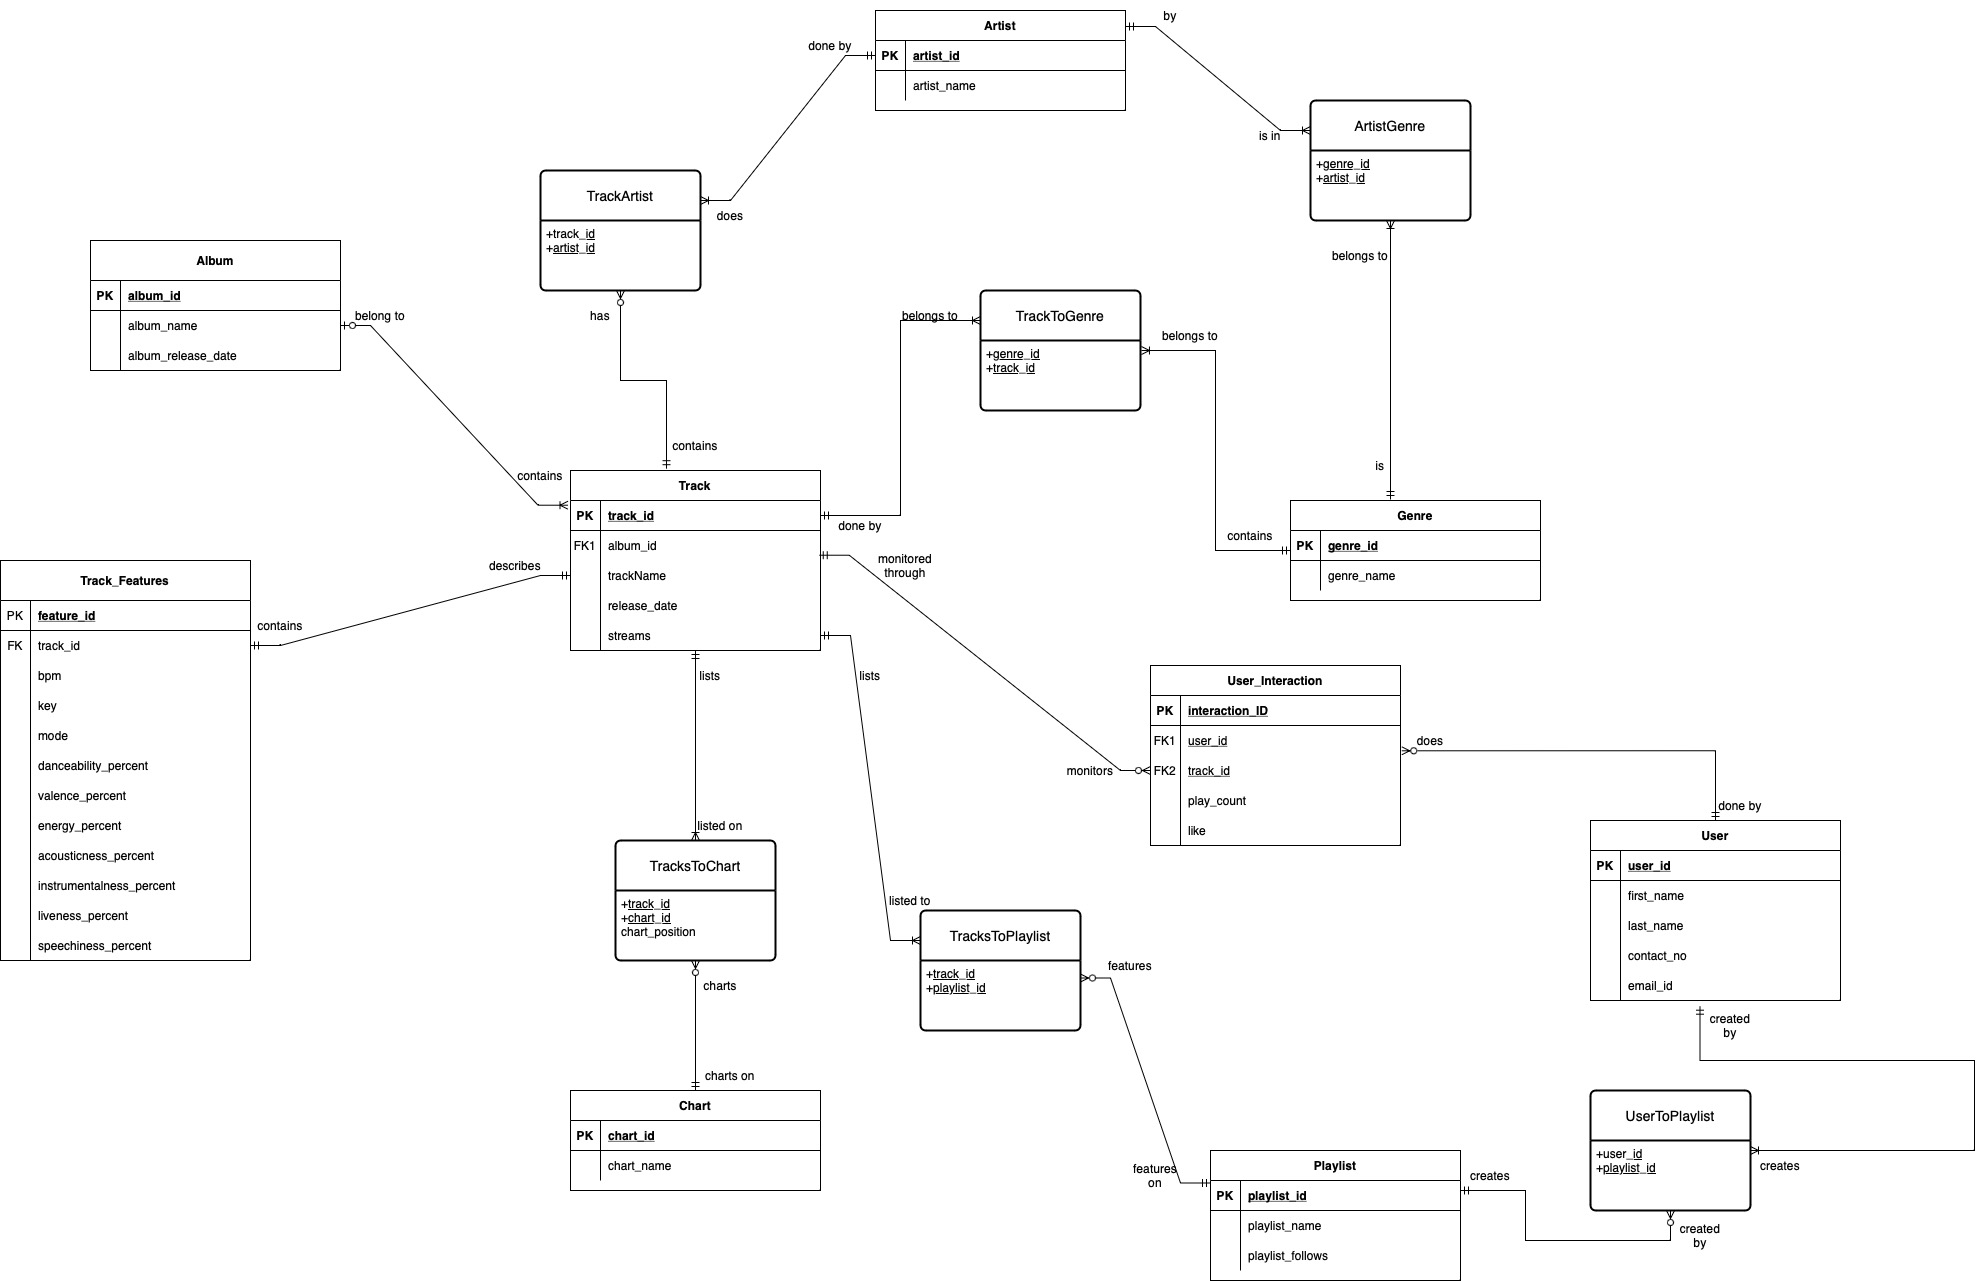 Artist
PK artist_id
artist_name
by
done by
is in
ArtistGenre
+genre_id
+artist_id
belongs to
TrackArtist
+track_id
+artist_id
does
has
Album
PK album_id
album_name
album_release_date
belong to
contains
contains
belongs to
TrackToGenre
+genre_id
+track_id
belongs to
is
Track
PK track_id
FK1 album_id
trackName
release_date
streams
done by
monitored
through
contains
Genre
PK genre_id
genre_name
describes
Track_Features
PK feature_id
FK track_id
bpm
key
mode
danceability_percent
valence_percent
energy_percent
acousticness_percent
instrumentalness_percent
liveness_percent
speechiness_percent
contains
lists
lists
User_Interaction
PK interaction_ID
FK1 user_id
FK2 track_id
play_count
like
monitors
does
done by
User
PK user_id
first_name
last_name
contact_no
email_id
listed on
TracksToChart
+track_id
+chart_id
chart_position
charts
charts on
Chart
PK chart_id
chart_name
listed to
TracksToPlaylist
+track_id
+playlist_id
features
features
on
Playlist
PK playlist_id
playlist_name
playlist_follows
creates
created
by
UserToPlaylist
+user_id
+playlist_id
creates
created
by